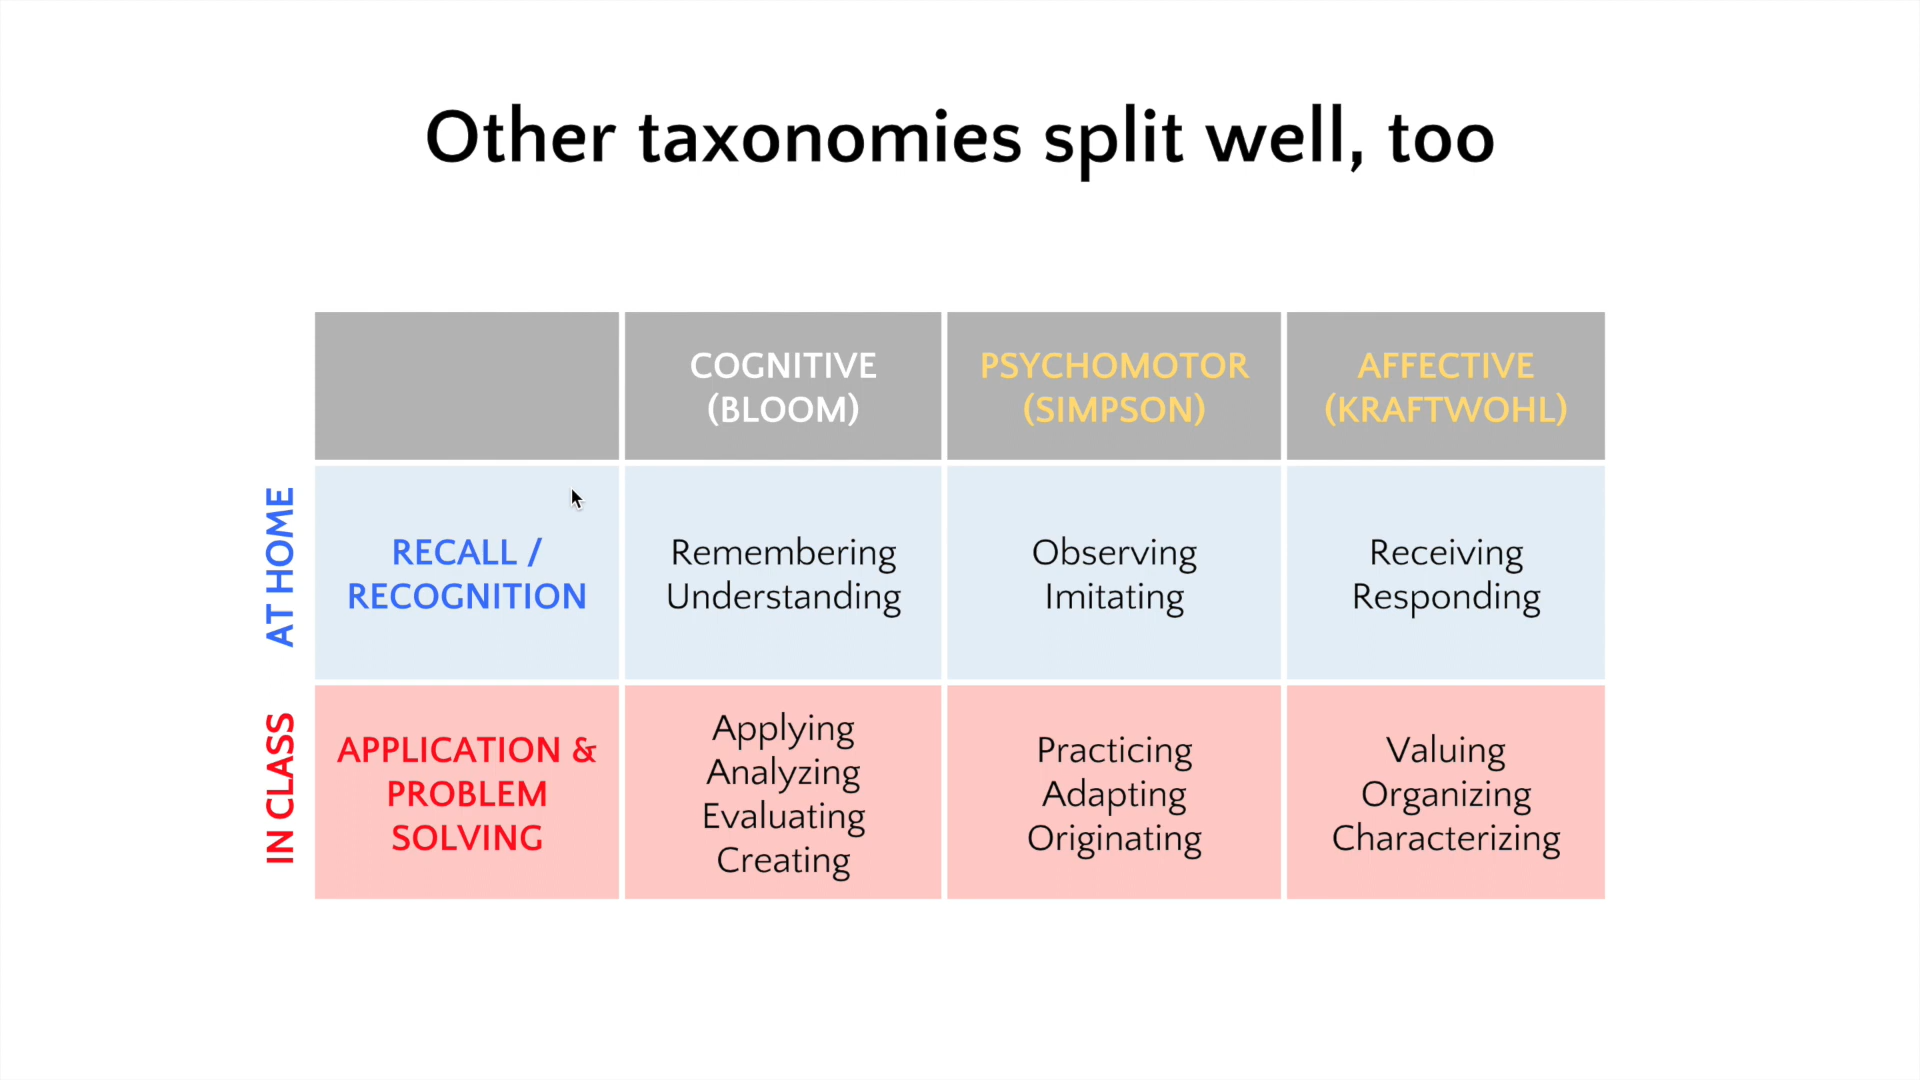 Other taxonomies split well, too
COGNITIVE
(BLOOM)
PSYCHOMOTOR
(SIMPSON)
AFFECTIVE
(KRAFTWOHL)
AT HOME
RECALL /
RECOGNITION
Remembering
Understanding
Observing
Imitating
Receiving
Responding
IN CLASS
APPLICATION &
PROBLEM
SOLVING
Applying
Analyzing
Evaluating
Creating
Practicing
Adapting
Originating
Valuing
Organizing
Characterizing